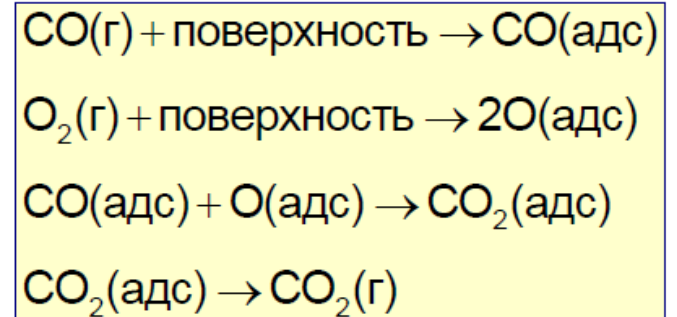 CO(г) + поверхность → CO(адс)
O₂(г) + поверхность → 2O(адс)
CO(адс) + O(адс) → CO₂(адс)
CO₂(адс) → CO₂(г)